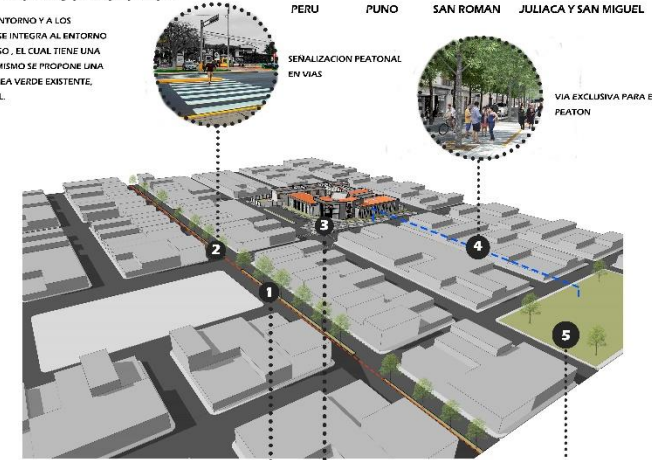 PERU PUNO SAN ROMAN JULIACA Y SAN MIGUEL
NTORNO Y A LOS
SE INTEGRA AL ENTORNO
SO , EL CUAL TIENE UNA
MISMO SE PROPONE UNA
EA VERDE EXISTENTE,
L.
SEÑALIZACION PEATONAL
EN VIAS
VIA EXCLUSIVA PARA E
PEATON
3
2
4
1
5